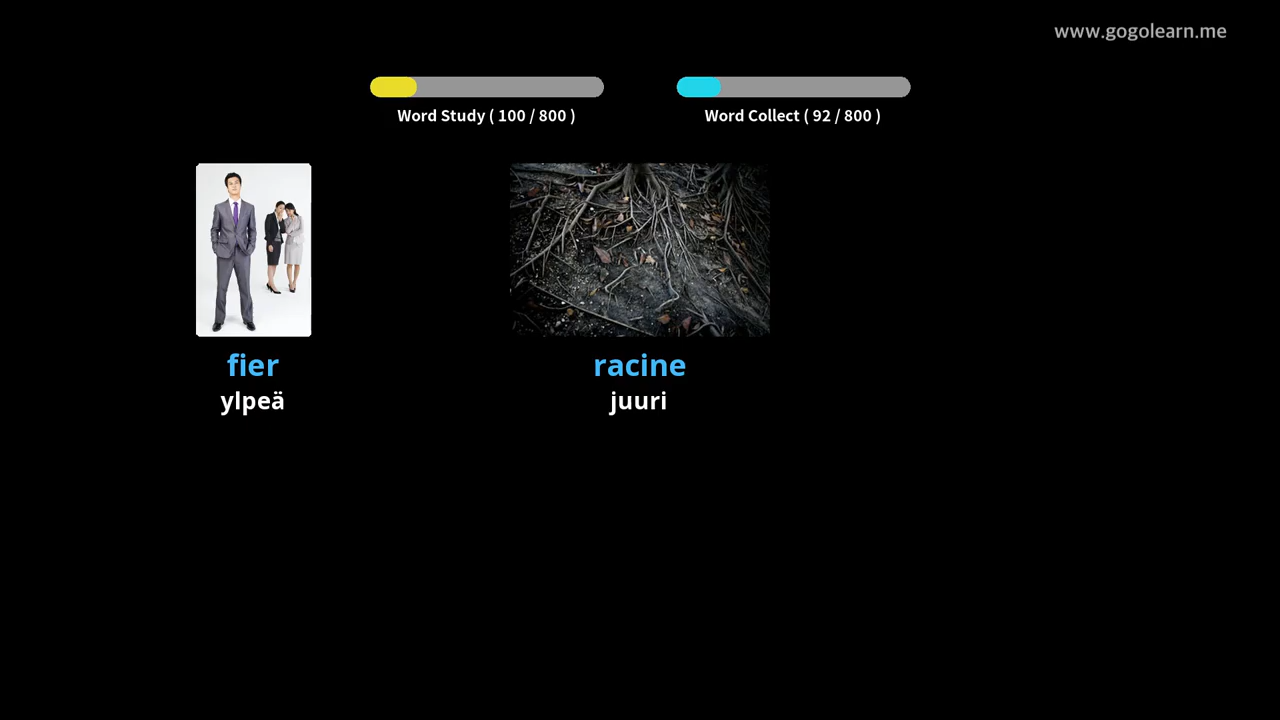 www.gogolearn.me
Word Study ( 100 / 800 )
Word Collect ( 92 / 800 )
fier
ylpeä
racine
juuri